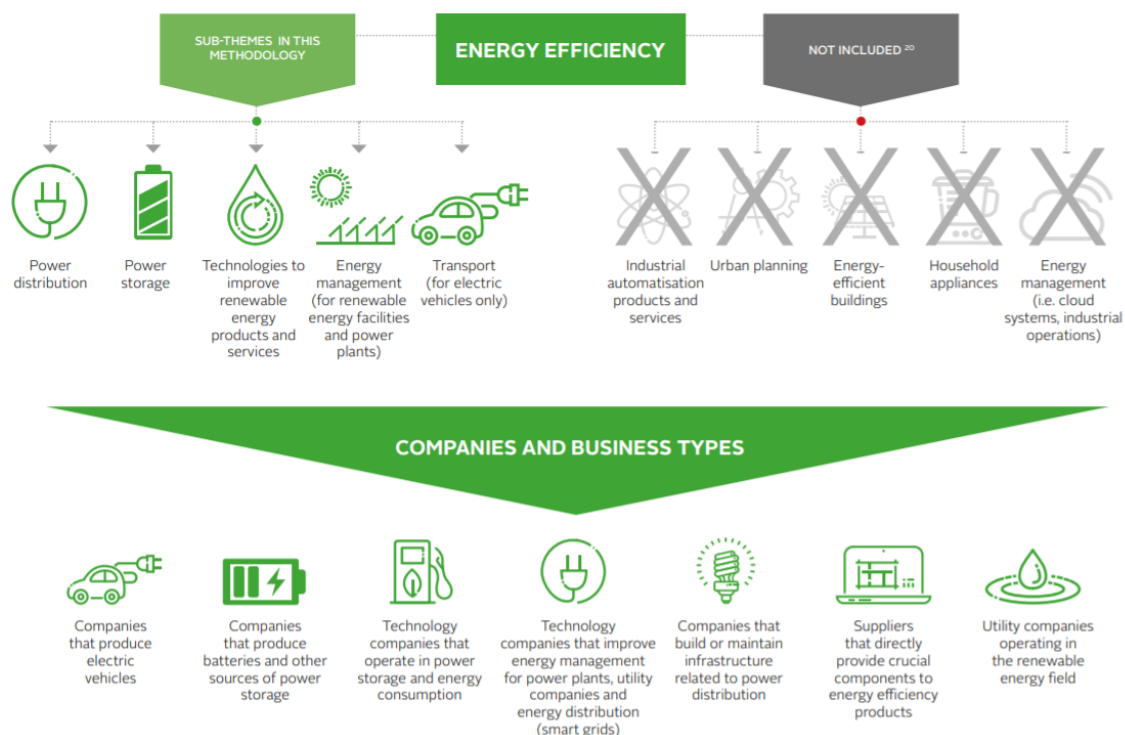 SUB-THEMES IN THIS
METHODOLOGY
ENERGY EFFICIENCY
NOT INCLUDED 20
Power
distribution
Power
storage
Technologies to
improve
renewable
energy
products and
services
Energy
management
(for renewable
energy facilities
and power
plants)
Transport
(for electric
vehicles only)
Industrial
automatisation
products and
services
Urban planning
Energy-
efficient
buildings
Household
appliances
Energy
management
(i.e. cloud
systems, industrial
operations)
COMPANIES AND BUSINESS TYPES
Companies
that produce
electric
vehicles
Companies
that produce
batteries and other
sources of power
storage
Technology
companies that
operate in power
storage and energy
consumption
Technology
companies that improve
energy management
for power plants, utility
companies and
energy distribution
(smart grids)
Companies that
build or maintain
infrastructure
related to power
distribution
Suppliers
that directly
provide crucial
components to
energy efficiency
products
Utility companies
operating in
the renewable
energy field